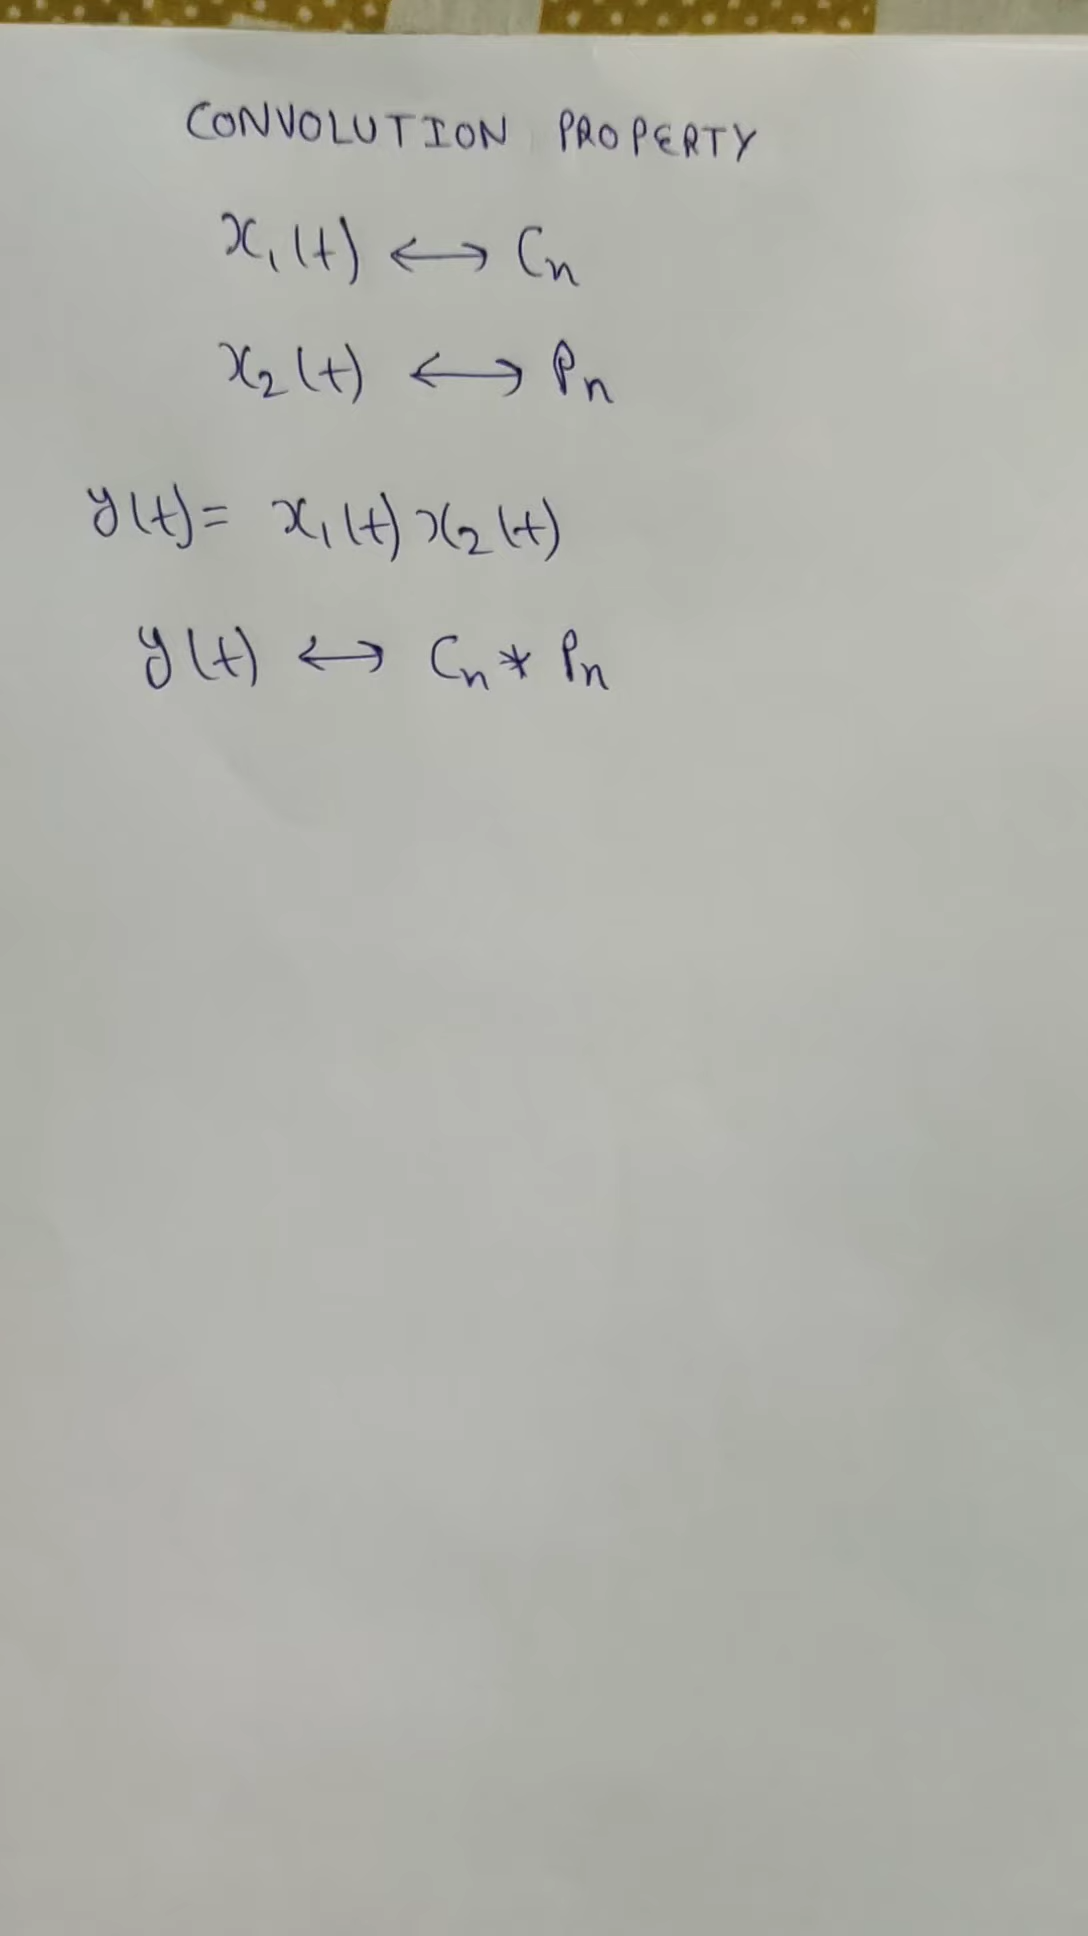 CONVOLUTION PROPERTY
x₁(t) ⟷ Cn
x₂(t) ⟷ Pn
y(t) = x₁(t) x₂(t)
y(t) ⟷ Cn * Pn